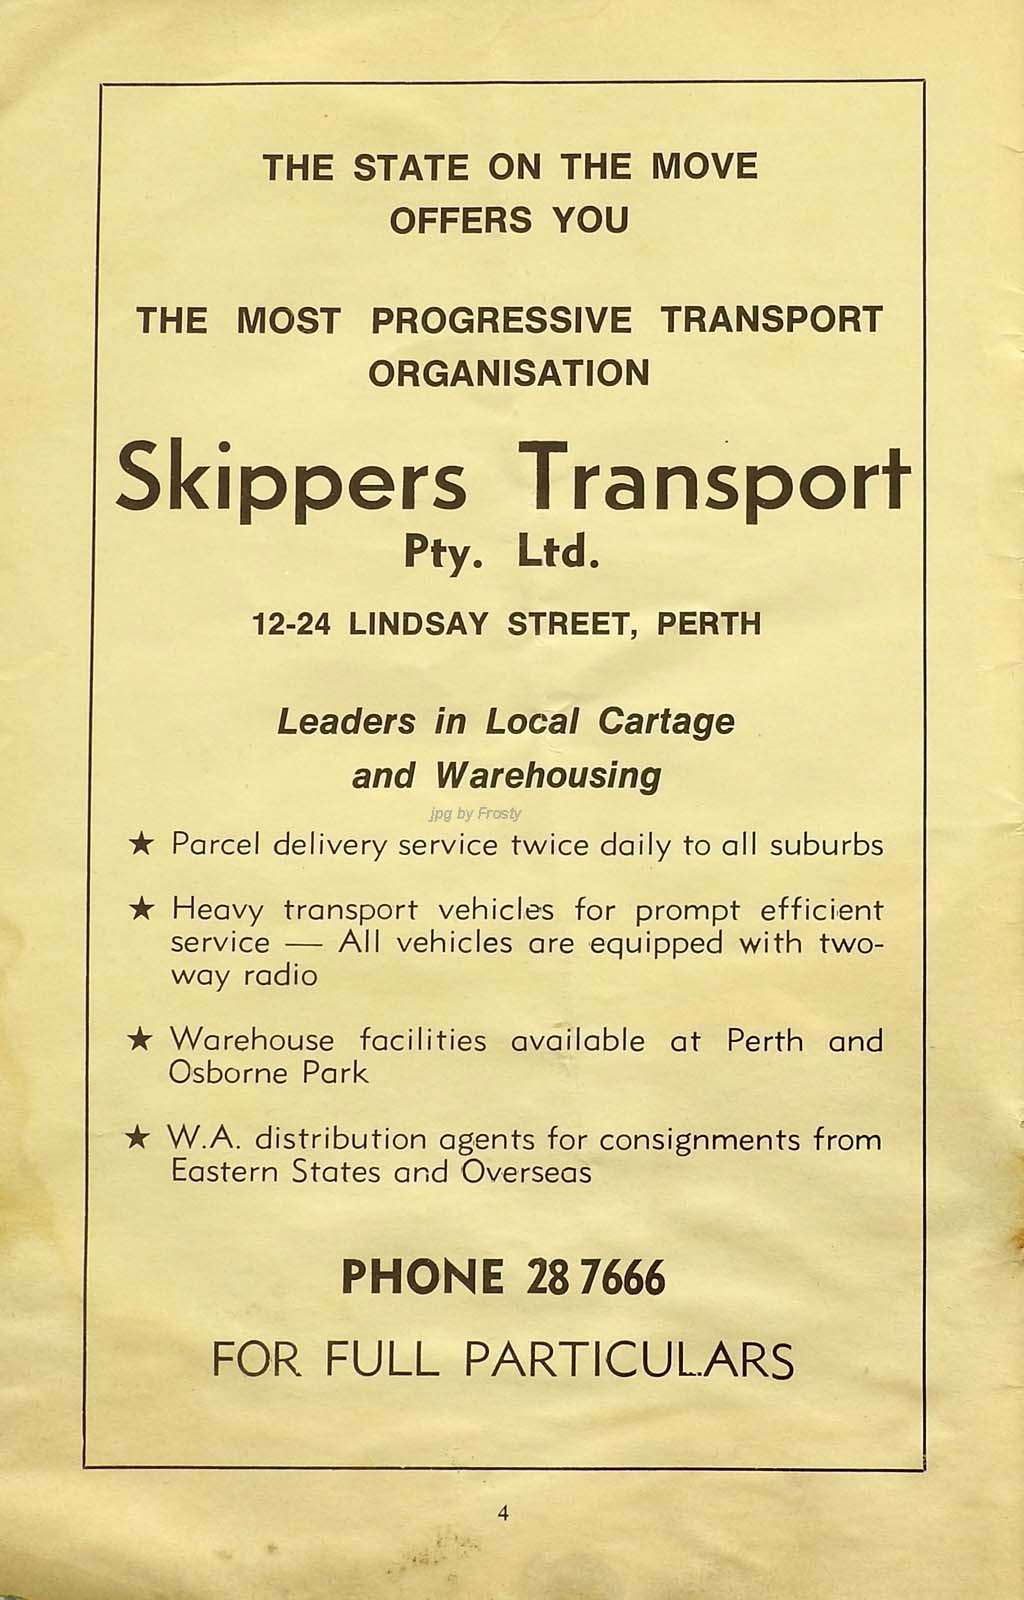 THE STATE ON THE MOVE
OFFERS YOU
THE MOST PROGRESSIVE TRANSPORT
ORGANISATION
Skippers Transport
Pty. Ltd.
12-24 LINDSAY STREET, PERTH
Leaders in Local Cartage
and Warehousing
jpg by Frosty
★ Parcel delivery service twice daily to all suburbs
★ Heavy transport vehicles for prompt efficient
service — All vehicles are equipped with two-
way radio
★ Warehouse facilities available at Perth and
Osborne Park
★ W.A. distribution agents for consignments from
Eastern States and Overseas
PHONE 28 7666
FOR FULL PARTICULARS
4